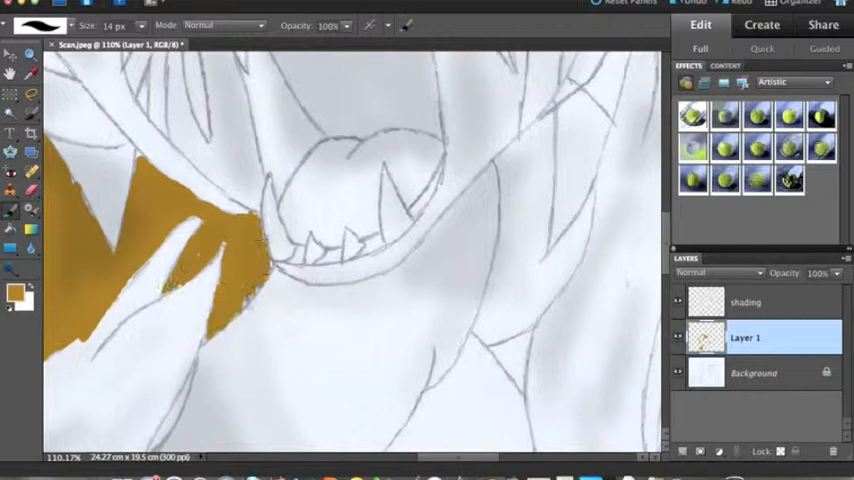 Reset Panels Undo Redo Organizer
Size: 14 px Mode: Normal Opacity: 100%
Edit Create Share
Scan.jpeg @ 110% (Layer 1, RGB/8) *
Full Quick Guided
EFFECTS CONTENT
Artistic
LAYERS
Normal Opacity: 100%
shading
Layer 1
Background
Lock:
110.17% 24.27 cm x 19.5 cm (300 ppi)